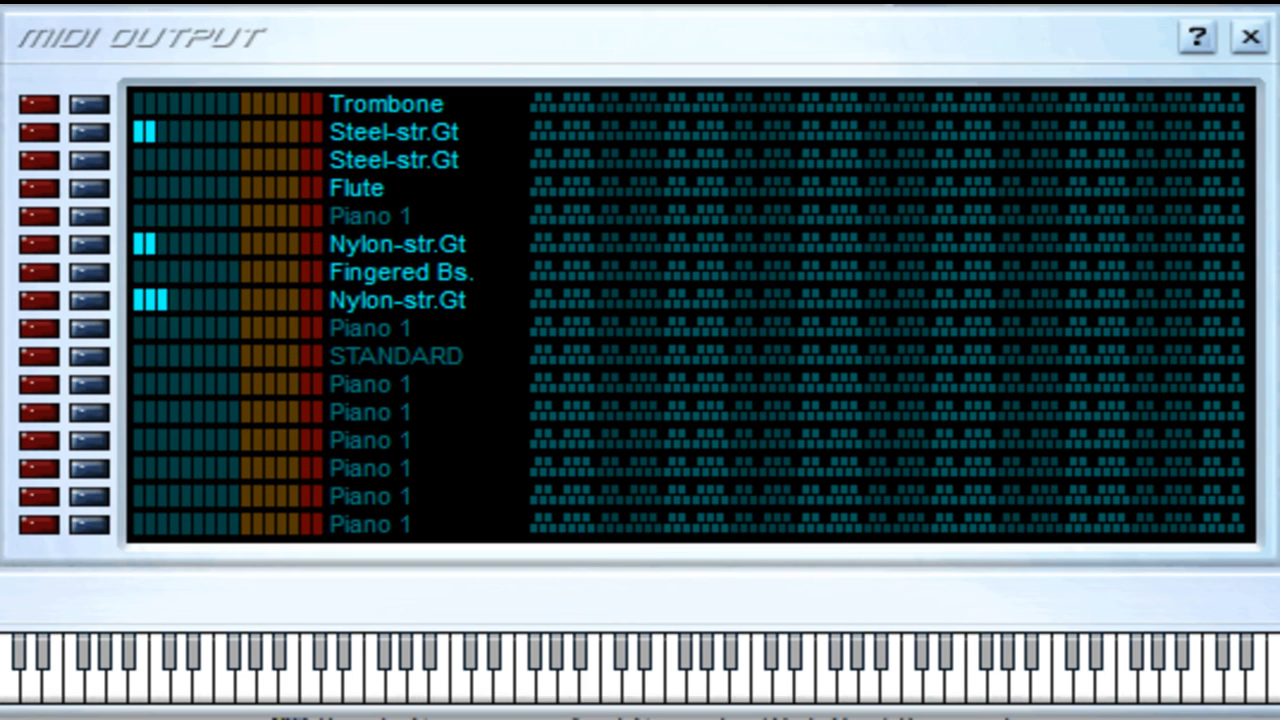 MIDI OUTPUT
?
×
Trombone
Steel-str.Gt
Steel-str.Gt
Flute
Piano 1
Nylon-str.Gt
Fingered Bs.
Nylon-str.Gt
Piano 1
STANDARD
Piano 1
Piano 1
Piano 1
Piano 1
Piano 1
Piano 1